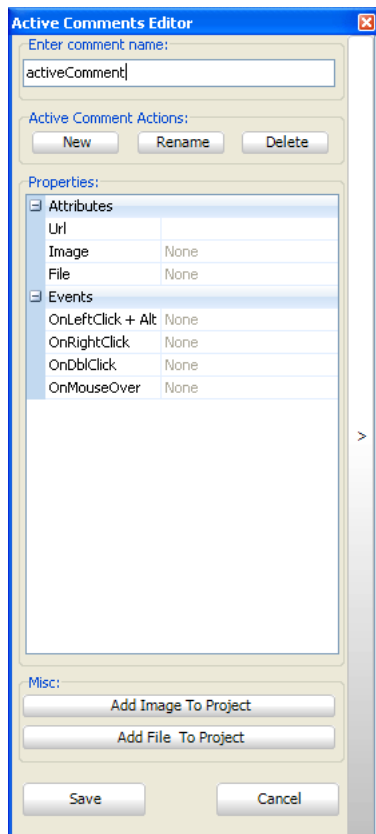 Active Comments Editor
Enter comment name:
activeComment
Active Comment Actions:
New Rename Delete
Properties:
Attributes
Url
Image None
File None
Events
OnLeftClick + Alt None
OnRightClick None
OnDblClick None
OnMouseOver None
>
Misc:
Add Image To Project
Add File To Project
Save Cancel